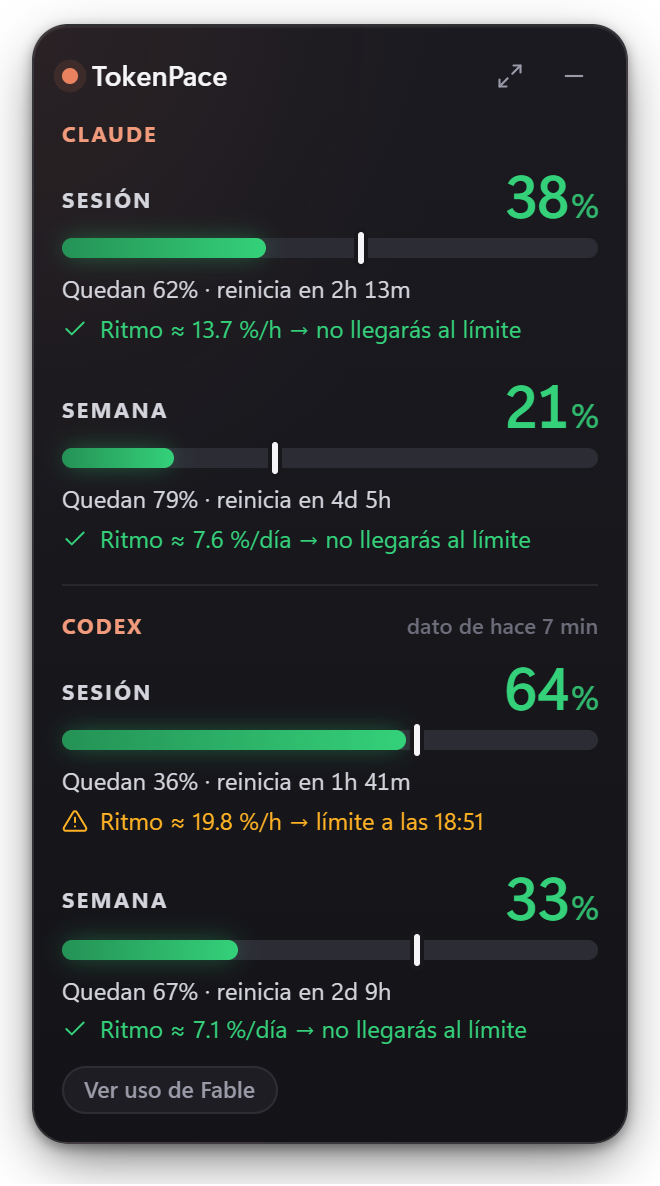 TokenPace
CLAUDE
SESIÓN 38%
Quedan 62% · reinicia en 2h 13m
Ritmo ≈ 13.7 %/h → no llegarás al límite
SEMANA 21%
Quedan 79% · reinicia en 4d 5h
Ritmo ≈ 7.6 %/día → no llegarás al límite
CODEX dato de hace 7 min
SESIÓN 64%
Quedan 36% · reinicia en 1h 41m
Ritmo ≈ 19.8 %/h → límite a las 18:51
SEMANA 33%
Quedan 67% · reinicia en 2d 9h
Ritmo ≈ 7.1 %/día → no llegarás al límite
Ver uso de Fable